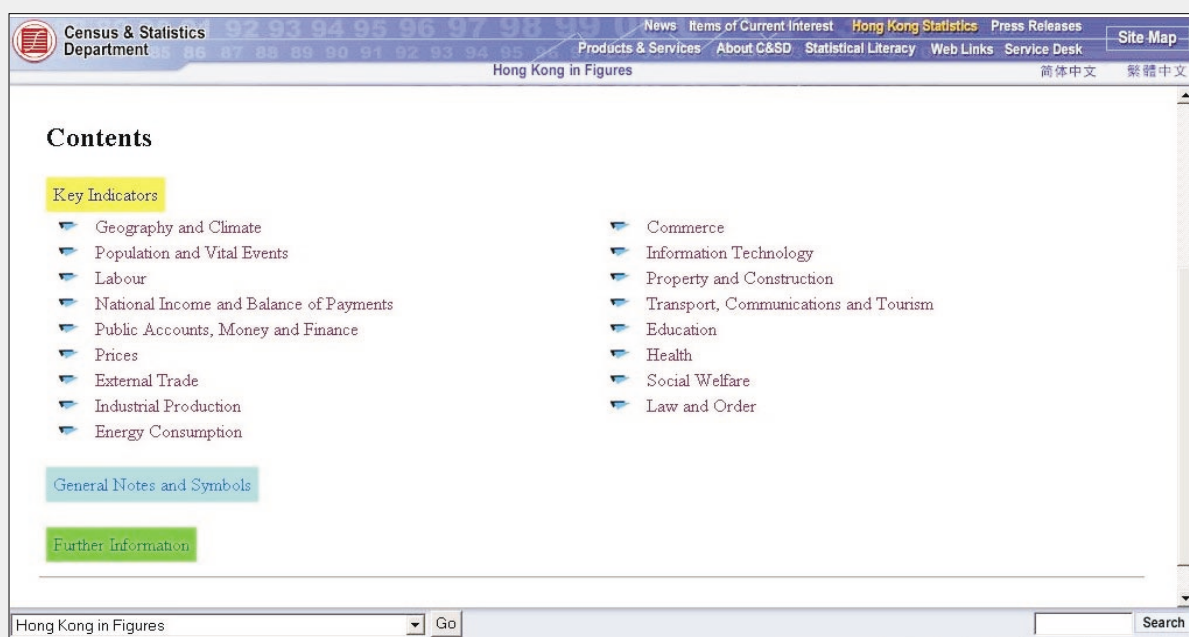 Census & Statistics
Department
News Items of Current Interest Hong Kong Statistics Press Releases
Products & Services About C&SD Statistical Literacy Web Links Service Desk
Site Map
Hong Kong in Figures
简体中文 繁體中文
Contents
Key Indicators
Geography and Climate
Population and Vital Events
Labour
National Income and Balance of Payments
Public Accounts, Money and Finance
Prices
External Trade
Industrial Production
Energy Consumption
Commerce
Information Technology
Property and Construction
Transport, Communications and Tourism
Education
Health
Social Welfare
Law and Order
General Notes and Symbols
Further Information
Hong Kong in Figures Go
Search